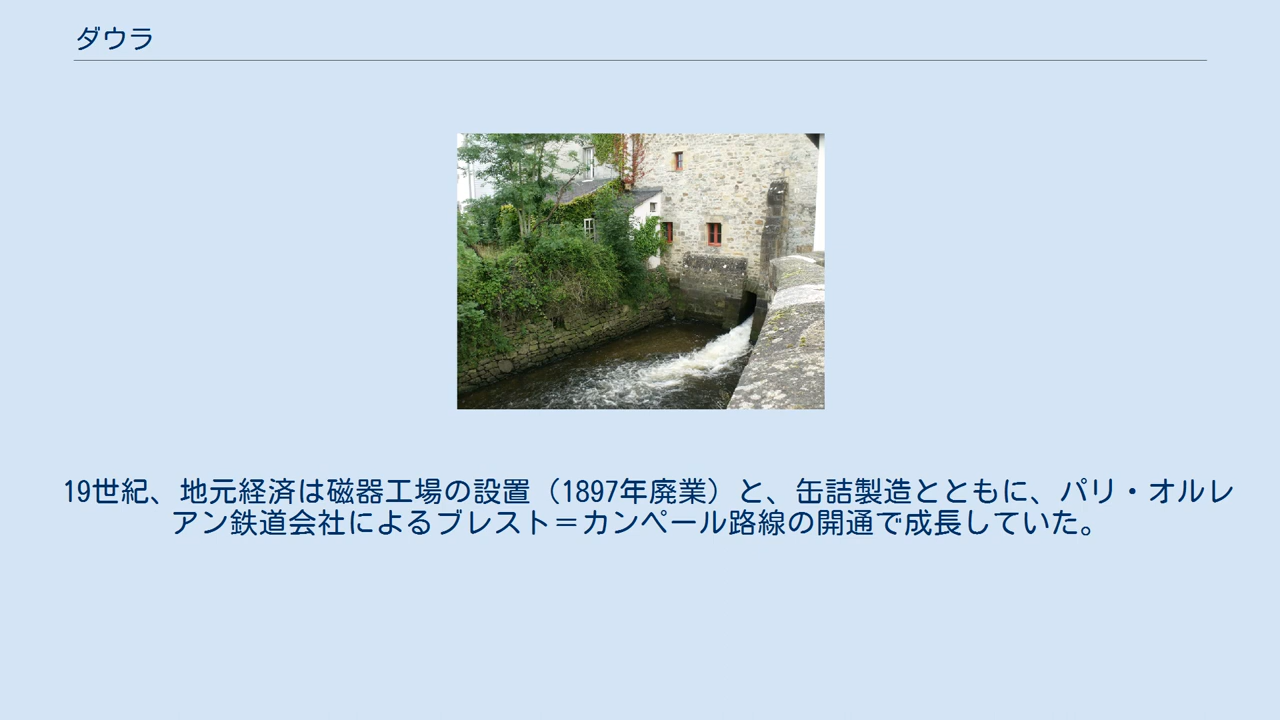 ダウラ
19世紀、地元経済は磁器工場の設置（1897年廃業）と、缶詰製造とともに、パリ・オルレ
アン鉄道会社によるブレスト＝カンペール路線の開通で成長していた。